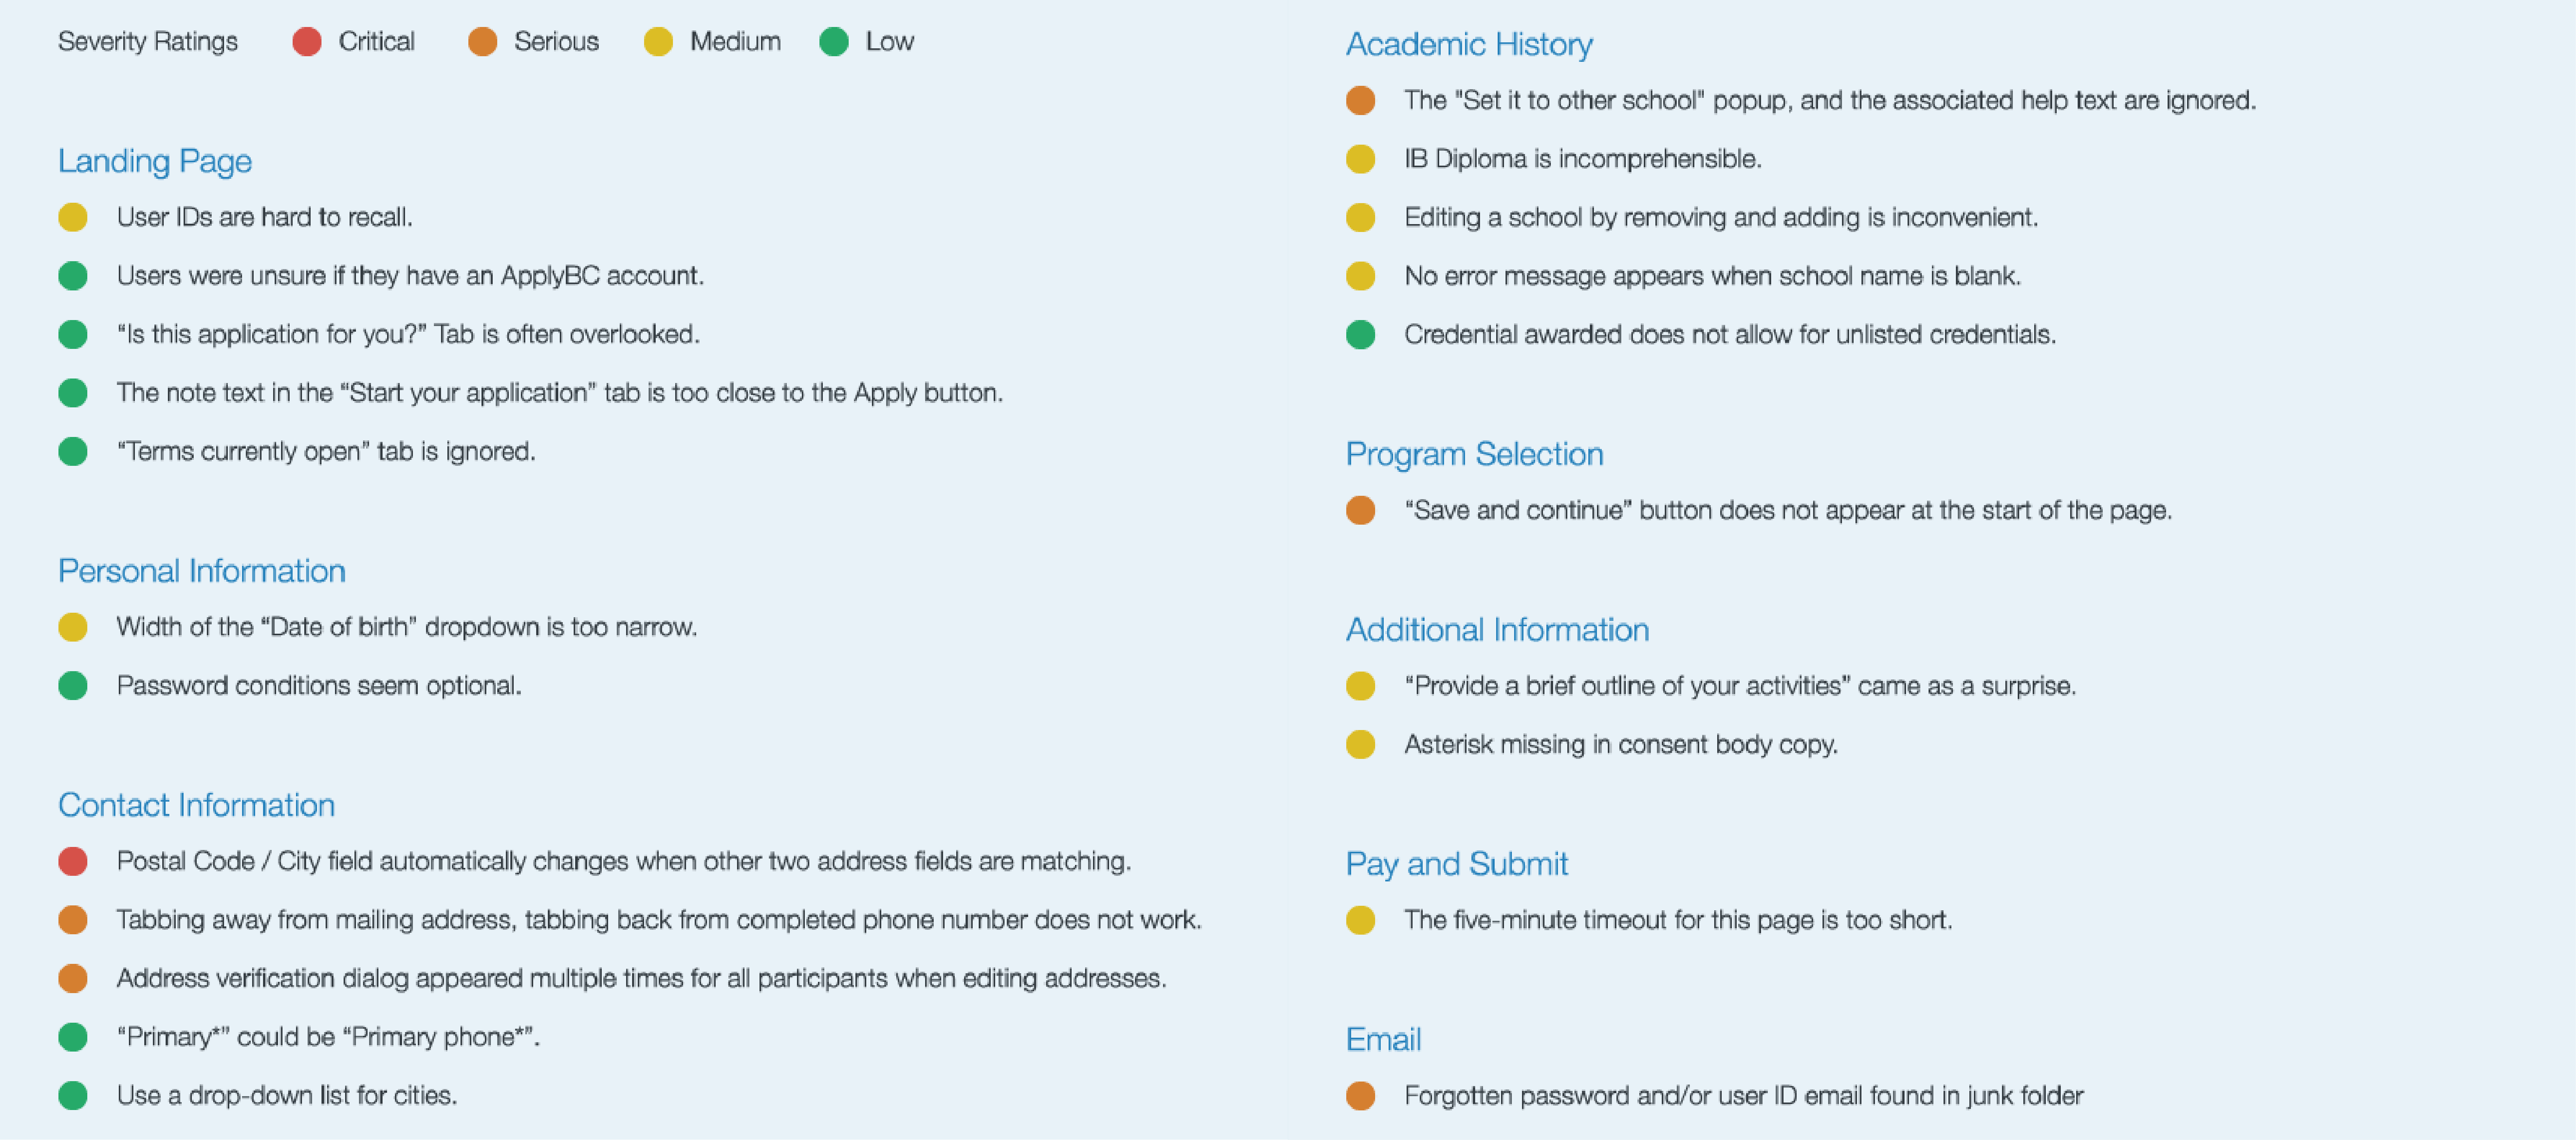 Severity Ratings Critical Serious Medium Low
Landing Page
User IDs are hard to recall.
Users were unsure if they have an ApplyBC account.
“Is this application for you?” Tab is often overlooked.
The note text in the “Start your application” tab is too close to the Apply button.
“Terms currently open” tab is ignored.
Personal Information
Width of the “Date of birth” dropdown is too narrow.
Password conditions seem optional.
Contact Information
Postal Code / City field automatically changes when other two address fields are matching.
Tabbing away from mailing address, tabbing back from completed phone number does not work.
Address verification dialog appeared multiple times for all participants when editing addresses.
“Primary*” could be “Primary phone*”.
Use a drop-down list for cities.
Academic History
The "Set it to other school" popup, and the associated help text are ignored.
IB Diploma is incomprehensible.
Editing a school by removing and adding is inconvenient.
No error message appears when school name is blank.
Credential awarded does not allow for unlisted credentials.
Program Selection
“Save and continue” button does not appear at the start of the page.
Additional Information
“Provide a brief outline of your activities” came as a surprise.
Asterisk missing in consent body copy.
Pay and Submit
The five-minute timeout for this page is too short.
Email
Forgotten password and/or user ID email found in junk folder